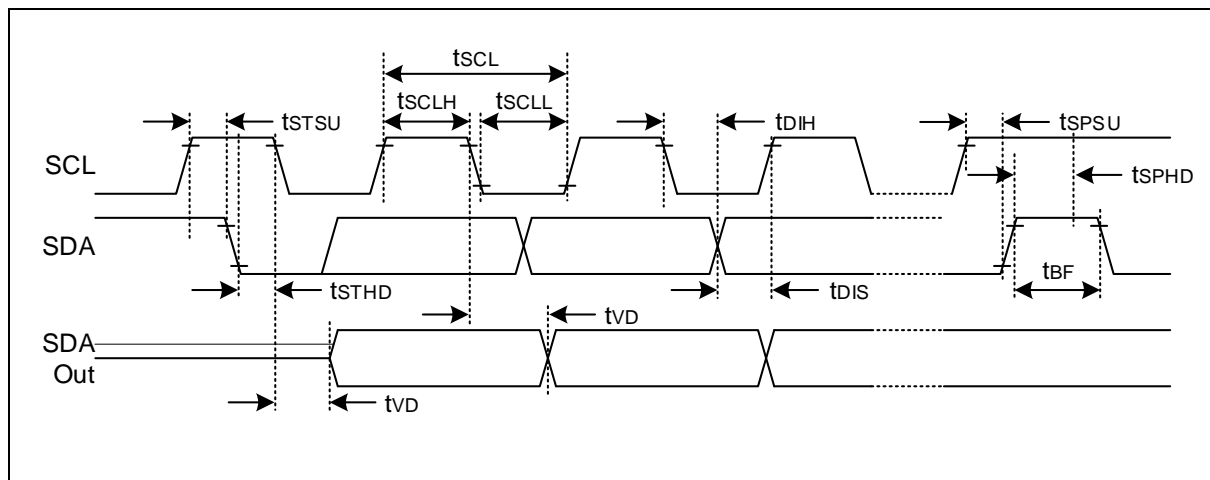 tSCL
tSCLH
tSCLL
tSTSU
tDIH
tSPSU
SCL
tSPHD
SDA
tSTHD
tDIS
tBF
tVD
SDA
Out
tVD